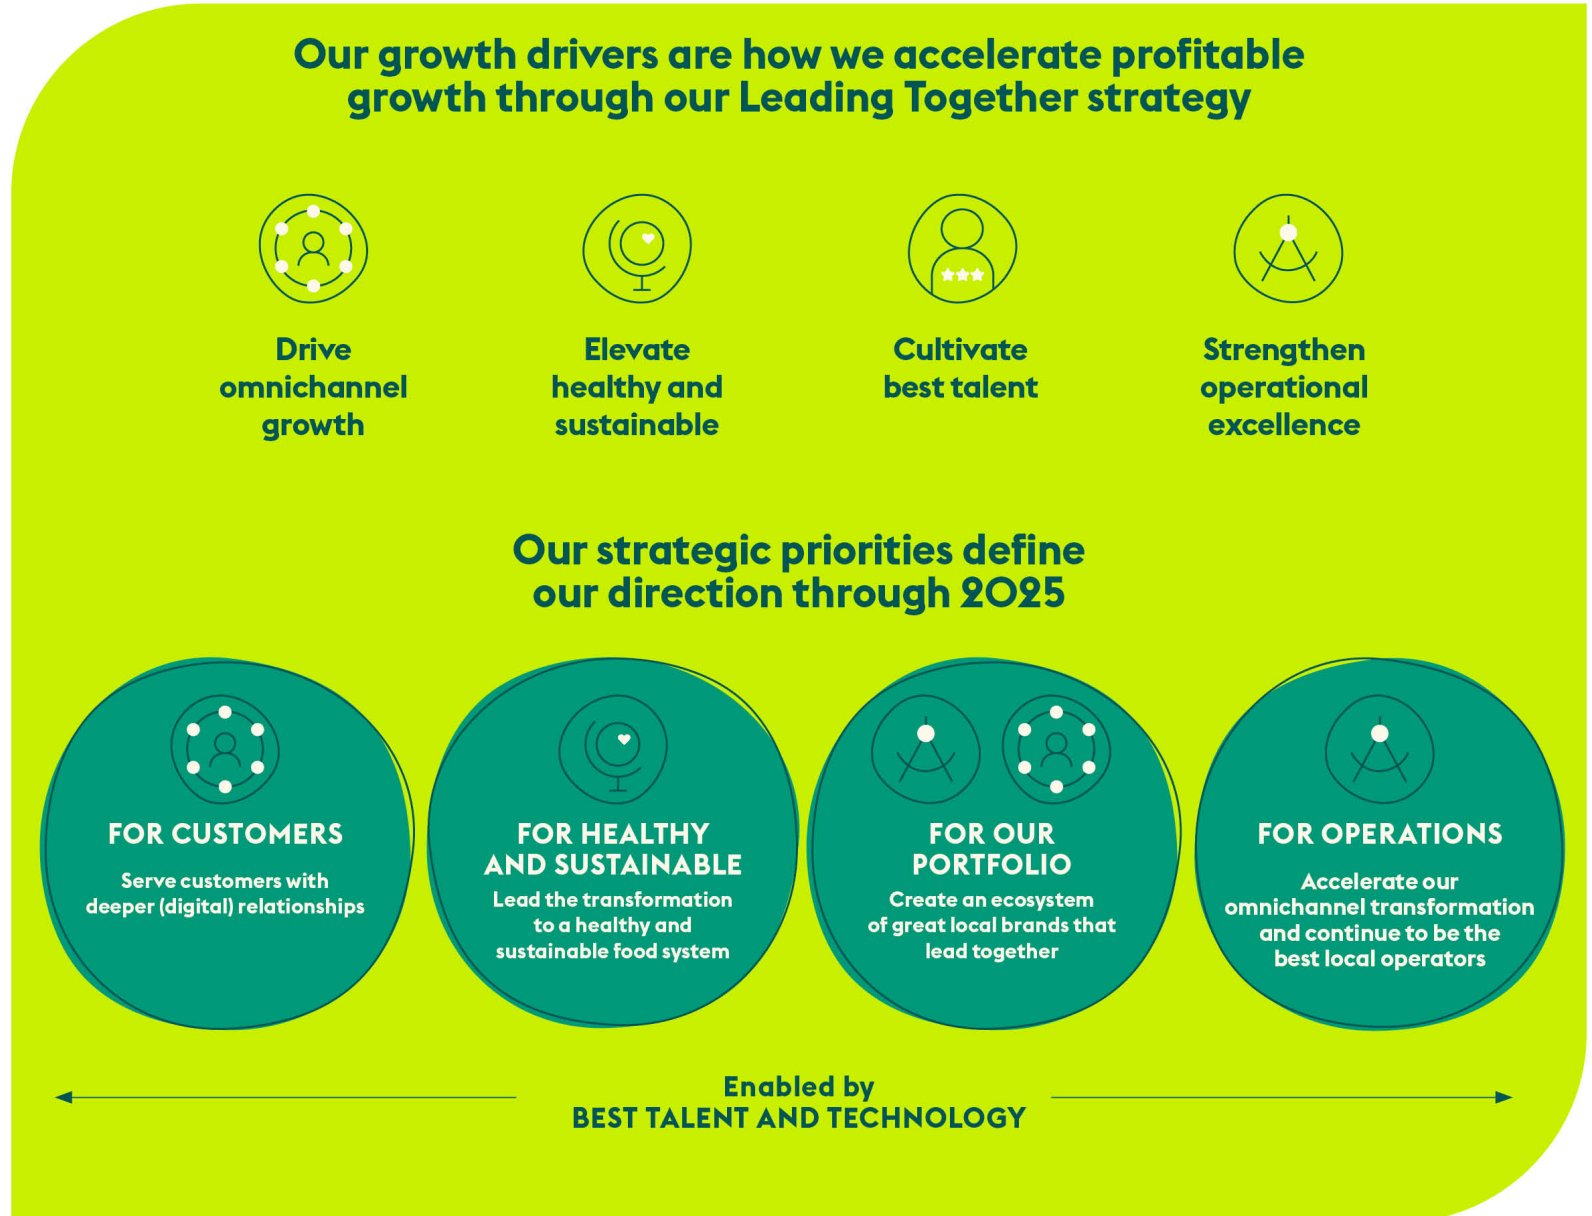 Our growth drivers are how we accelerate profitable
growth through our Leading Together strategy
Drive
omnichannel
growth
Elevate
healthy and
sustainable
Cultivate
best talent
Strengthen
operational
excellence
Our strategic priorities define
our direction through 2025
FOR CUSTOMERS
Serve customers with
deeper (digital) relationships
FOR HEALTHY
AND SUSTAINABLE
Lead the transformation
to a healthy and
sustainable food system
FOR OUR
PORTFOLIO
Create an ecosystem
of great local brands that
lead together
FOR OPERATIONS
Accelerate our
omnichannel transformation
and continue to be the
best local operators
Enabled by
BEST TALENT AND TECHNOLOGY